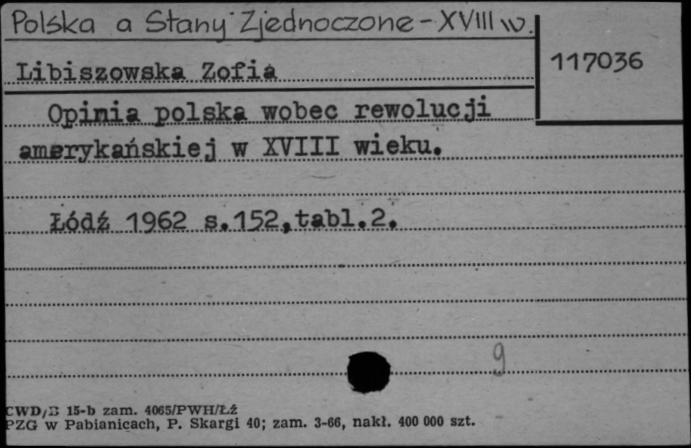 Polska a Stany Zjednoczone - XVIII w.
117036
Libiszowska Zofia
Opinia polska wobec rewolucji
amerykańskiej w XVIII wieku.
Łódź 1962 s.152,tabl.2.
9
CWD/B 15-b zam. 4065/PWH/Łź
PZG w Pabianicach, P. Skargi 40; zam. 3-66, nakł. 400 000 szt.